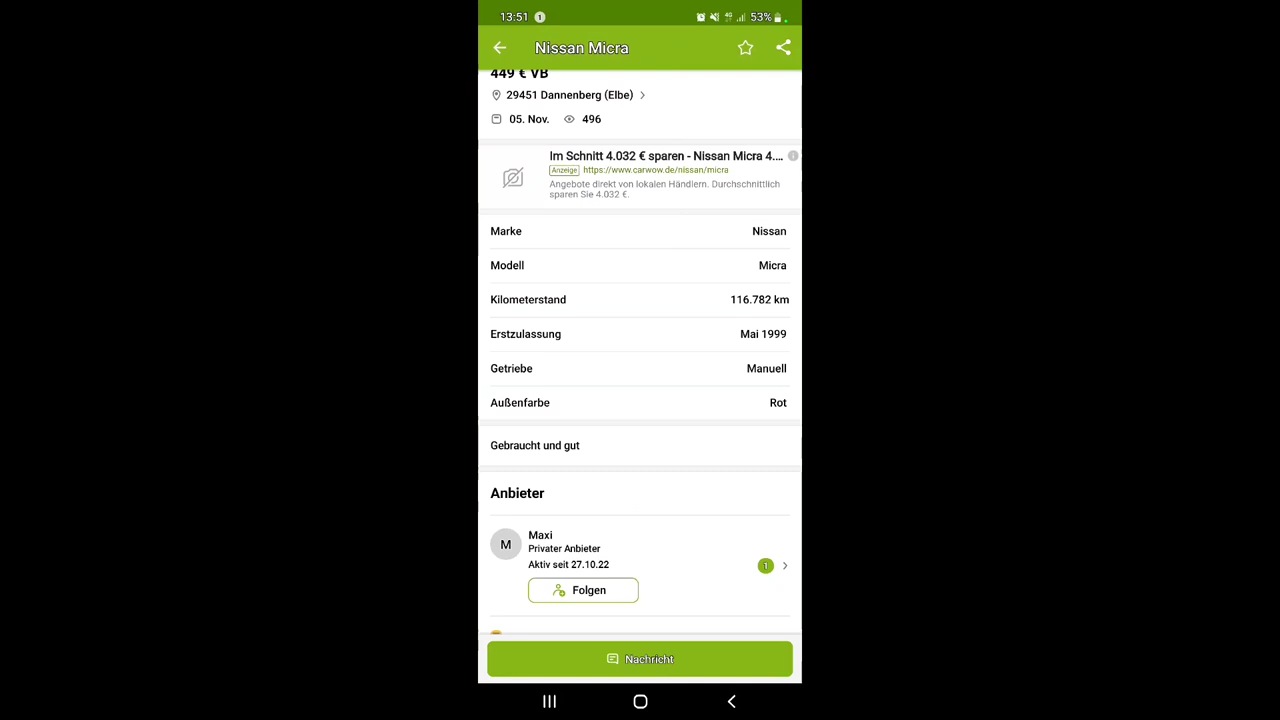 13:51 1 4G 53%
Nissan Micra
449 € VB
29451 Dannenberg (Elbe)
05. Nov. 496
Im Schnitt 4.032 € sparen - Nissan Micra 4....
Anzeige https://www.carwow.de/nissan/micra
Angebote direkt von lokalen Händlern. Durchschnittlich
sparen Sie 4.032 €.
Marke Nissan
Modell Micra
Kilometerstand 116.782 km
Erstzulassung Mai 1999
Getriebe Manuell
Außenfarbe Rot
Gebraucht und gut
Anbieter
M Maxi
Privater Anbieter
Aktiv seit 27.10.22 1
Folgen
Nachricht